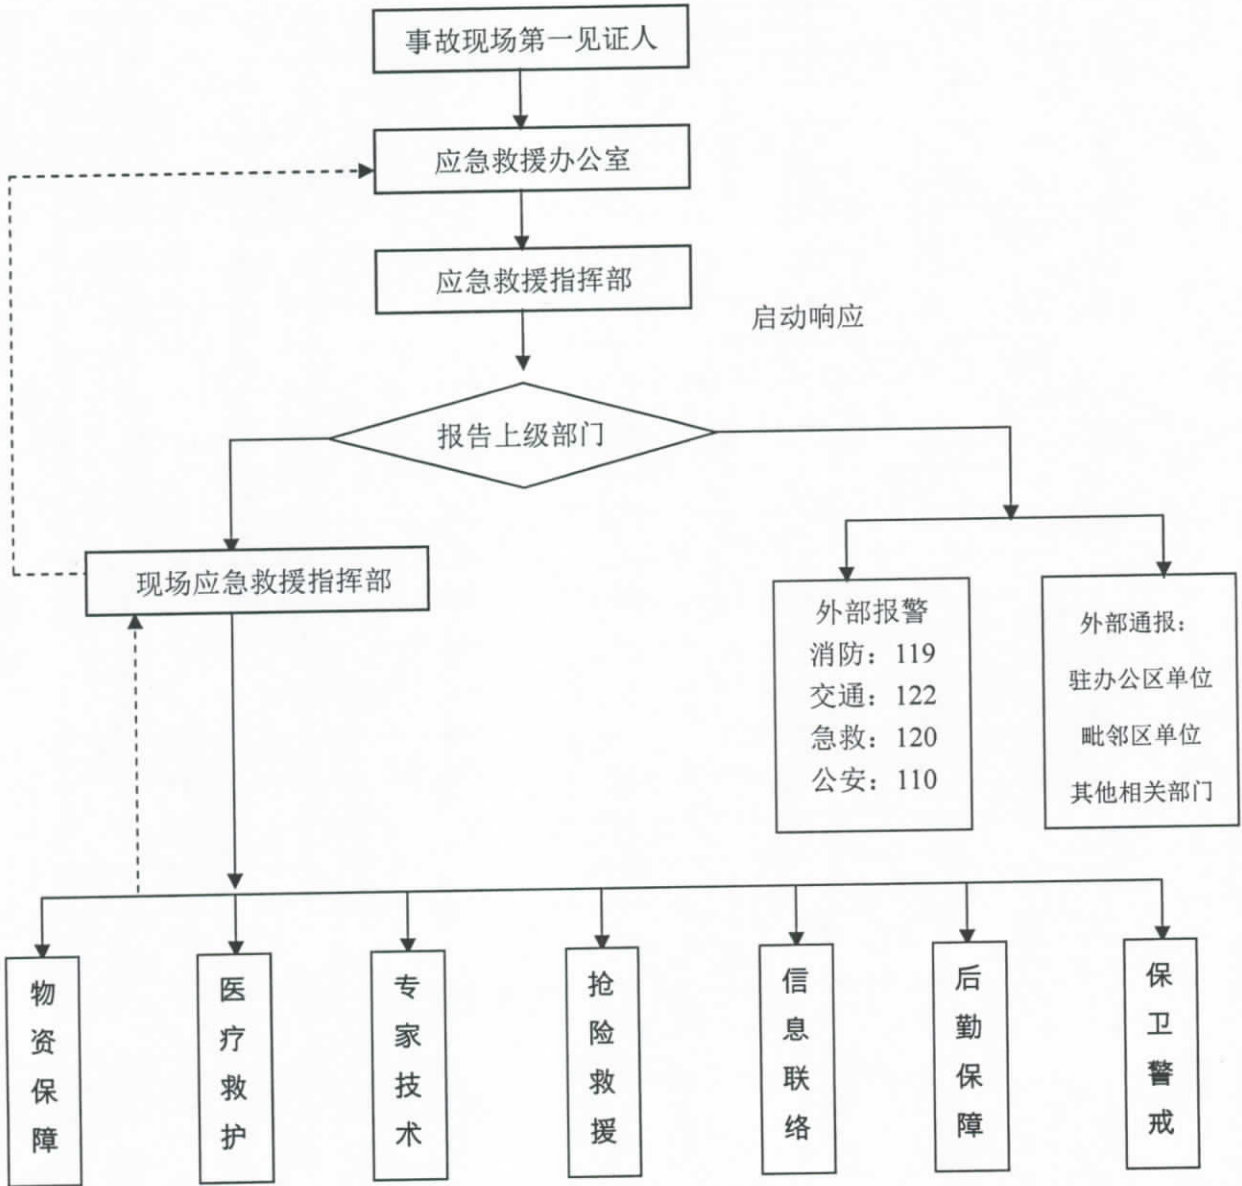 事故现场第一见证人
应急救援办公室
应急救援指挥部
启动响应
报告上级部门
现场应急救援指挥部
外部报警
消防：119
交通：122
急救：120
公安：110
外部通报：
驻办公区单位
毗邻区单位
其他相关部门
物资保障
医疗救护
专家技术
抢险救援
信息联络
后勤保障
保卫警戒